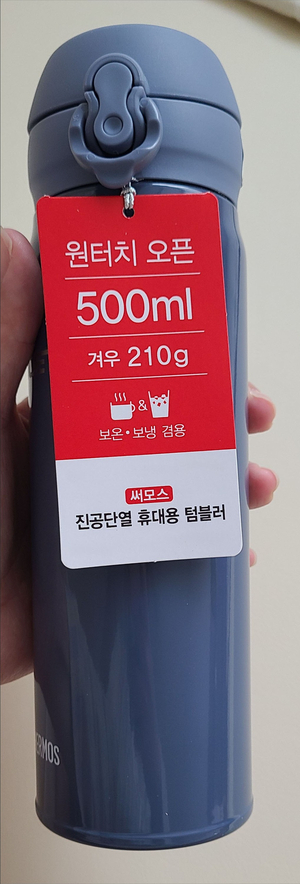 원터치 오픈
500ml
겨우 210g
&
보온•보냉 겸용
써모스
진공단열 휴대용 텀블러
ERMOS